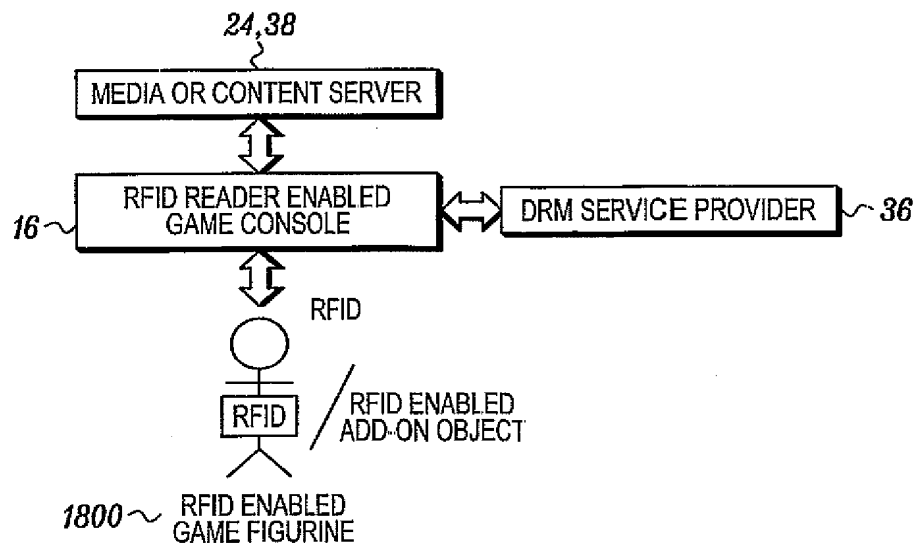 24,38
MEDIA OR CONTENT SERVER
RFID READER ENABLED
GAME CONSOLE
16
DRM SERVICE PROVIDER
36
RFID
RFID
RFID ENABLED
ADD-ON OBJECT
1800
RFID ENABLED
GAME FIGURINE